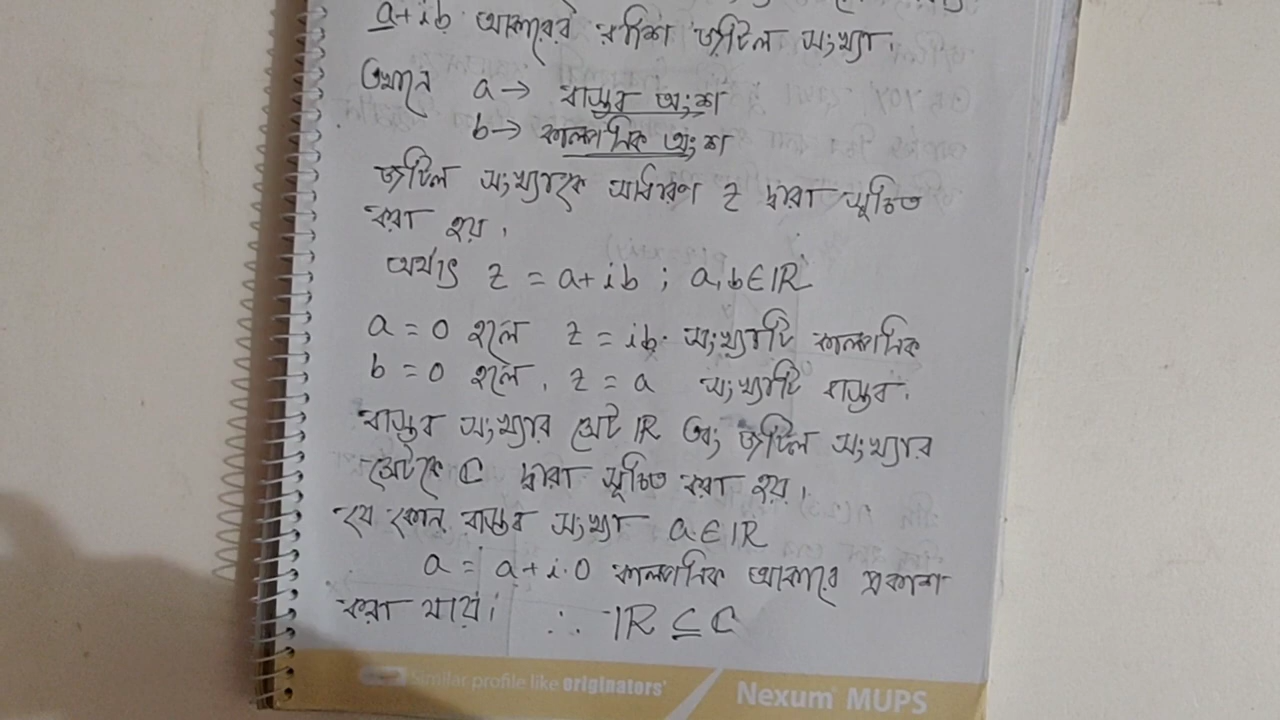 a+ib আকারের রাশি জটিল সংখ্যা।
এখানে a → বাস্তব অংশ
b → কাল্পনিক অংশ
জটিল সংখ্যাকে সাধারণ z দ্বারা সূচিত
করা হয়।
অর্থাৎ z = a+ib ; a,b∈IR
a = 0 হলে z = ib. সংখ্যাটি কাল্পনিক
b = 0 হলে, z = a সংখ্যাটি বাস্তব।
বাস্তব সংখ্যার সেট IR এবং জটিল সংখ্যার
সেটকে C দ্বারা সূচিত করা হয়।
যে কোন বাস্তব সংখ্যা a∈IR
a = a+i.0 কাল্পনিক আকারে প্রকাশ
করা যায়। ∴ IR ⊆ C
Similar profile like originators'
Nexum MUPS